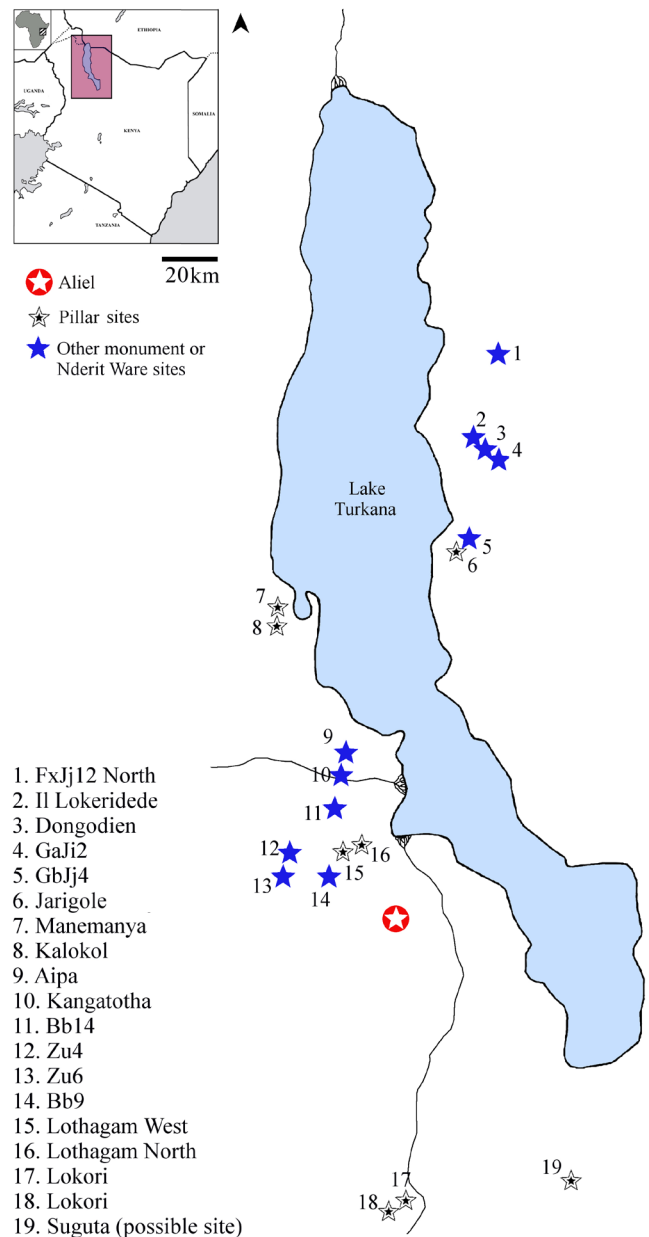 ETHIOPIA
UGANDA
SOMALIA
KENYA
TANZANIA
20km
Aliel
Pillar sites
Other monument or
Nderit Ware sites
Lake
Turkana
1
2
3
4
5
6
7
8
9
10
11
12
13
14
15
16
17
18
19
1. FxJj12 North
2. Il Lokeridede
3. Dongodien
4. GaJi2
5. GbJj4
6. Jarigole
7. Manemanya
8. Kalokol
9. Aipa
10. Kangatotha
11. Bb14
12. Zu4
13. Zu6
14. Bb9
15. Lothagam West
16. Lothagam North
17. Lokori
18. Lokori
19. Suguta (possible site)